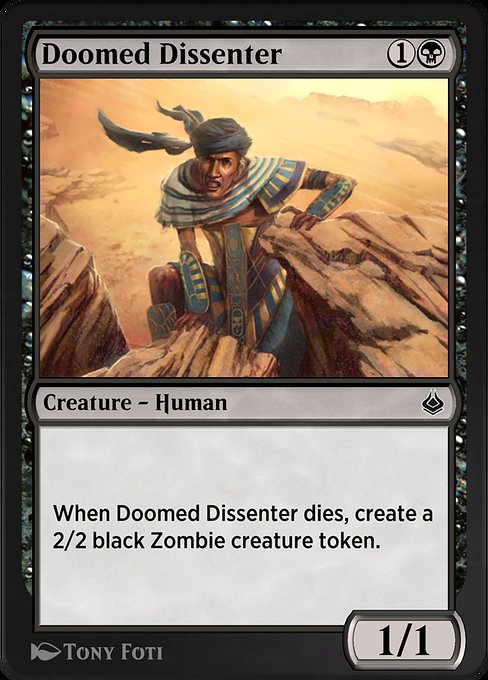 Doomed Dissenter 1
Creature – Human
When Doomed Dissenter dies, create a
2/2 black Zombie creature token.
1/1
Tony Foti